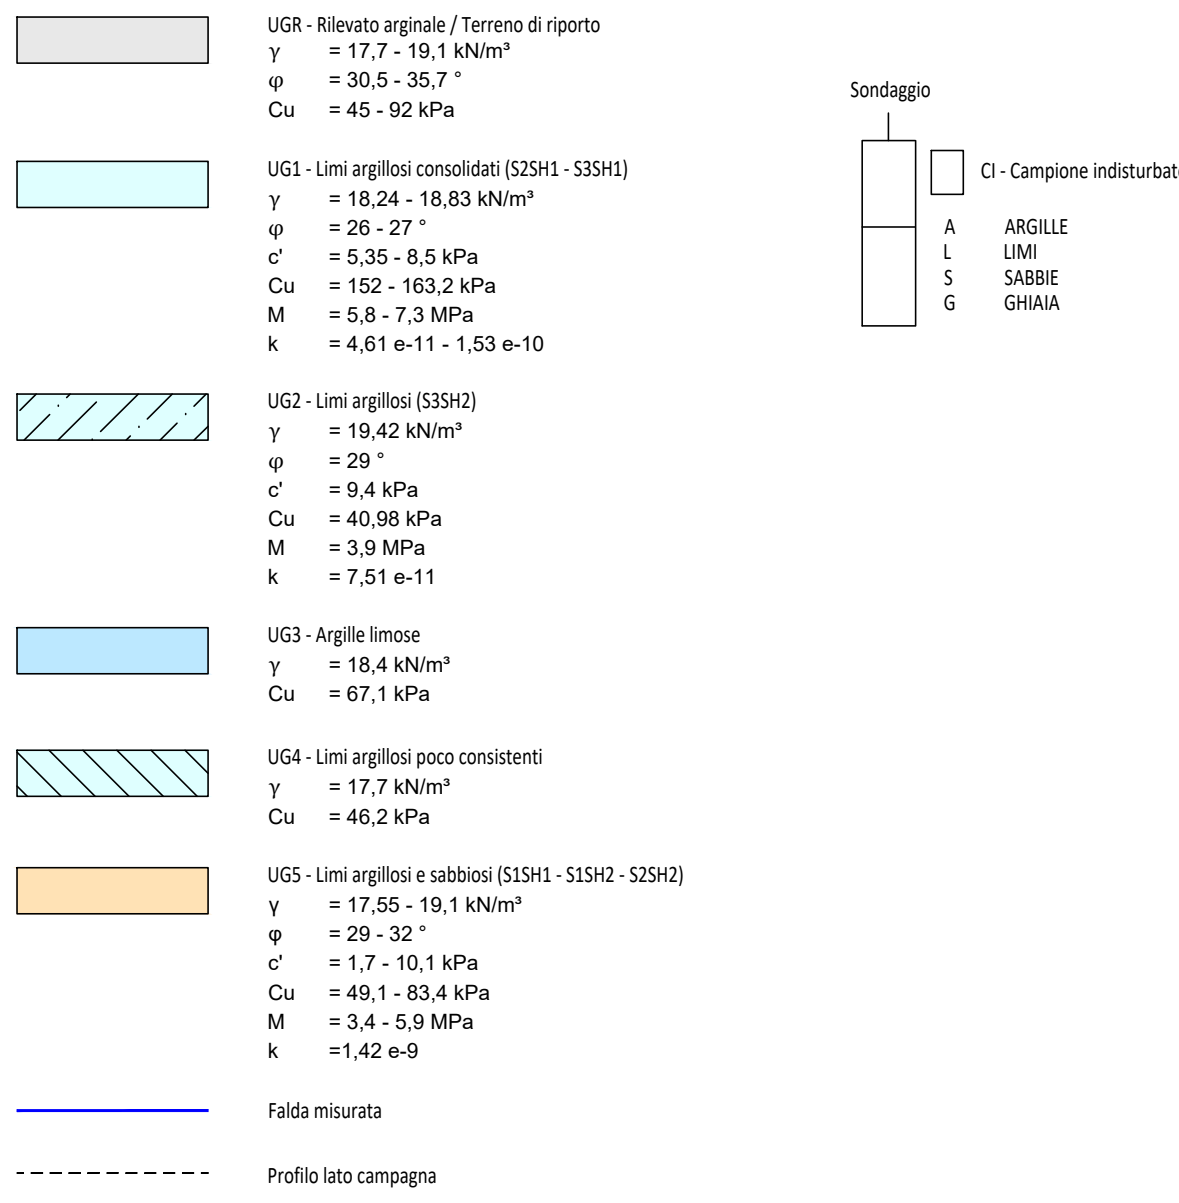 UGR - Rilevato arginale / Terreno di riporto
γ = 17,7 - 19,1 kN/m³
φ = 30,5 - 35,7 °
Cu = 45 - 92 kPa
UG1 - Limi argillosi consolidati (S2SH1 - S3SH1)
γ = 18,24 - 18,83 kN/m³
φ = 26 - 27 °
c' = 5,35 - 8,5 kPa
Cu = 152 - 163,2 kPa
M = 5,8 - 7,3 MPa
k = 4,61 e-11 - 1,53 e-10
UG2 - Limi argillosi (S3SH2)
γ = 19,42 kN/m³
φ = 29 °
c' = 9,4 kPa
Cu = 40,98 kPa
M = 3,9 MPa
k = 7,51 e-11
UG3 - Argille limose
γ = 18,4 kN/m³
Cu = 67,1 kPa
UG4 - Limi argillosi poco consistenti
γ = 17,7 kN/m³
Cu = 46,2 kPa
UG5 - Limi argillosi e sabbiosi (S1SH1 - S1SH2 - S2SH2)
γ = 17,55 - 19,1 kN/m³
φ = 29 - 32 °
c' = 1,7 - 10,1 kPa
Cu = 49,1 - 83,4 kPa
M = 3,4 - 5,9 MPa
k =1,42 e-9
Falda misurata
Profilo lato campagna
Sondaggio
CI - Campione indisturbat
A ARGILLE
L LIMI
S SABBIE
G GHIAIA